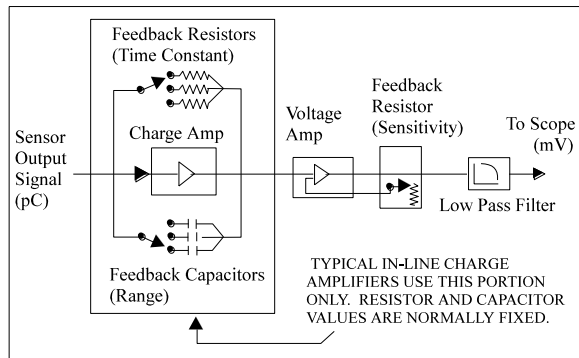 Feedback Resistors
(Time Constant)
Charge Amp
Sensor
Output
Signal
(pC)
Feedback Capacitors
(Range)
Voltage
Amp
Feedback
Resistor
(Sensitivity)
To Scope
(mV)
Low Pass Filter
TYPICAL IN-LINE CHARGE
AMPLIFIERS USE THIS PORTION
ONLY. RESISTOR AND CAPACITOR
VALUES ARE NORMALLY FIXED.